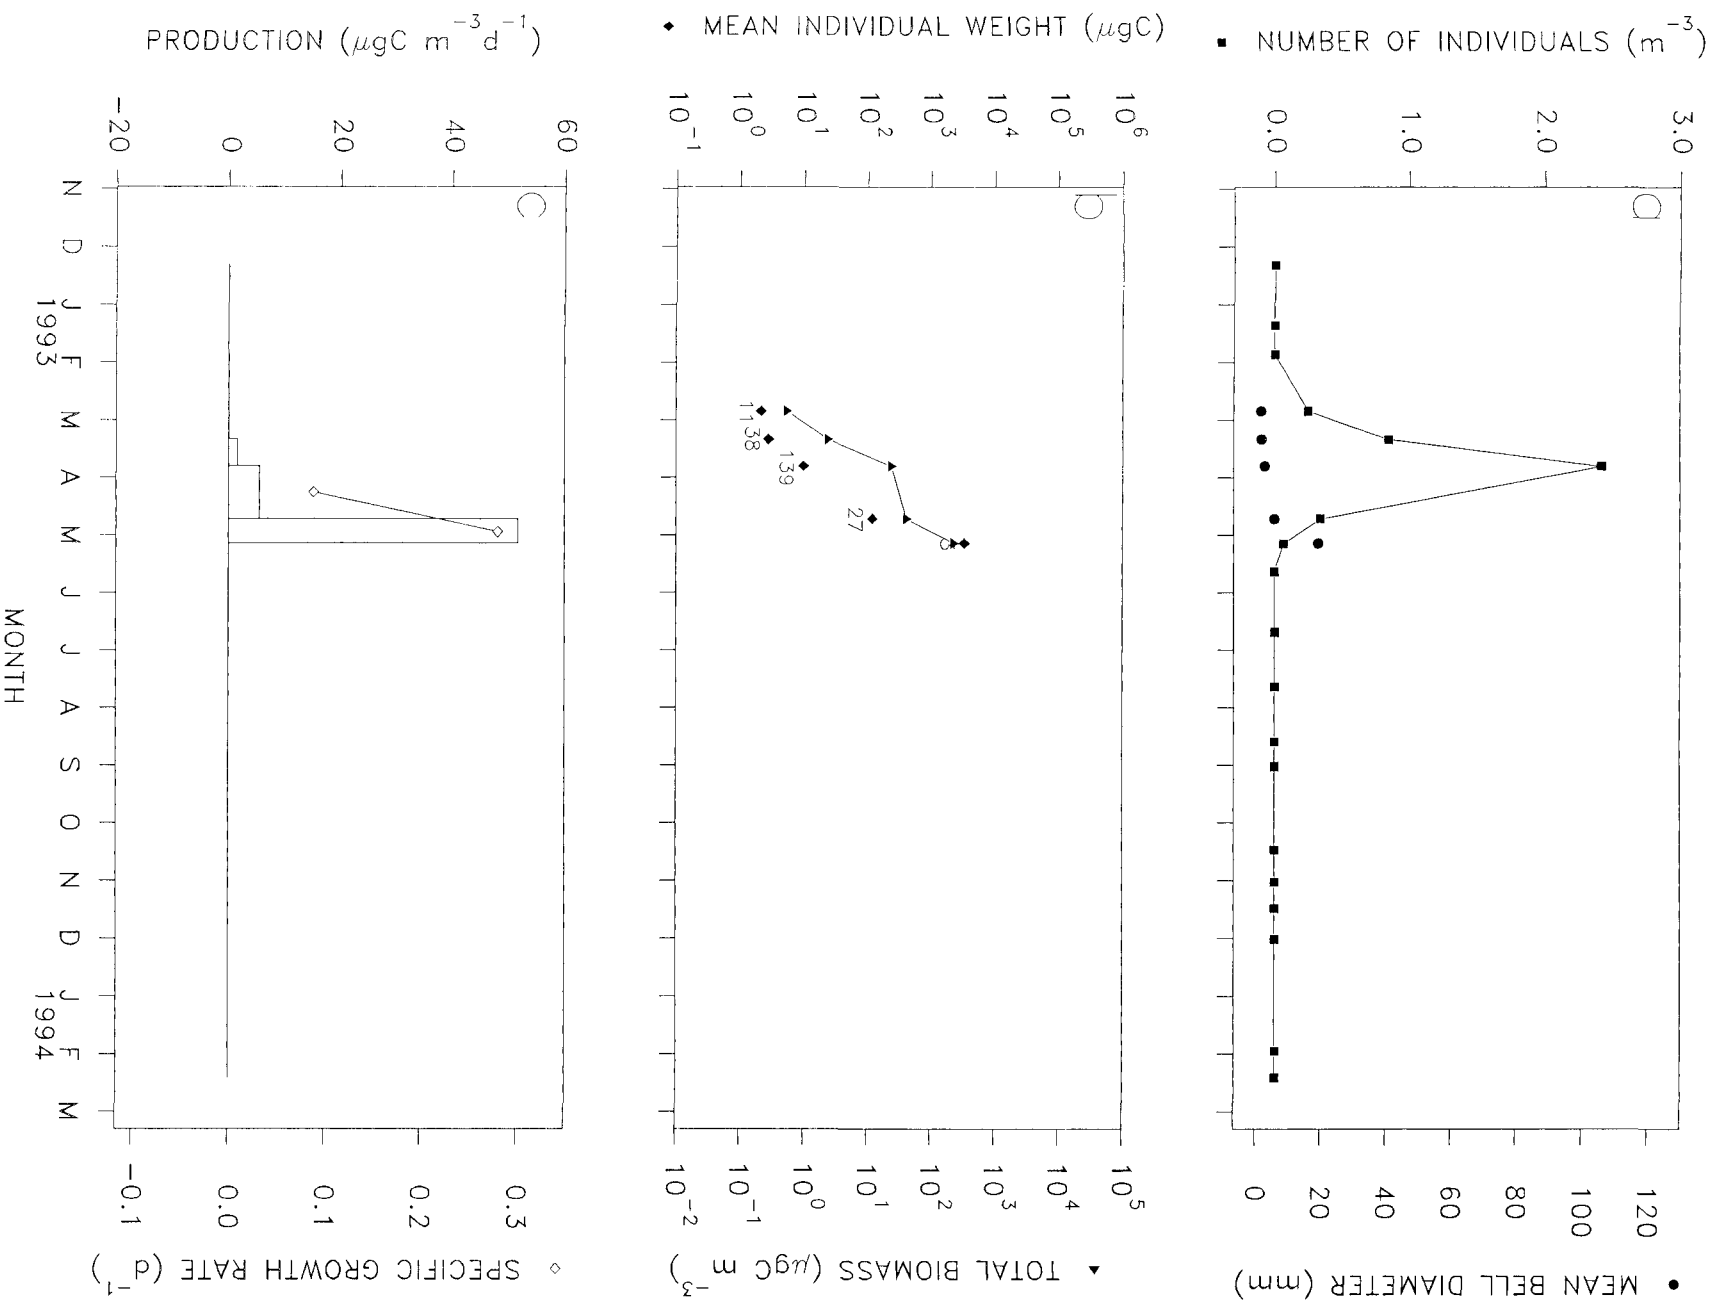 NUMBER OF INDIVIDUALS (m⁻³)
0.0 1.0 2.0 3.0
a
0 20 40 60 80 100 120
MEAN BELL DIAMETER (mm)
MEAN INDIVIDUAL WEIGHT (μgC)
10⁻¹ 10⁰ 10¹ 10² 10³ 10⁴ 10⁵ 10⁶
b
11
38
139
27
10⁻² 10⁻¹ 10⁰ 10¹ 10² 10³ 10⁴ 10⁵
TOTAL BIOMASS (μgC m⁻³)
PRODUCTION (μgC m⁻³d⁻¹)
-20 0 20 40 60
c
-0.1 0.0 0.1 0.2 0.3
SPECIFIC GROWTH RATE (d⁻¹)
N D J F M A M J J A S O N D J F M
1993 1994
MONTH